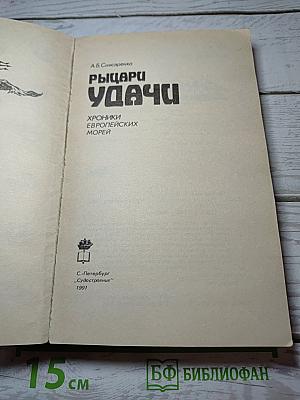 А.Б.Снисаренко
РЫЦАРИ
УДАЧИ
ХРОНИКИ
ЕВРОПЕЙСКИХ
МОРЕЙ
С.-Петербург
"Судостроение"
1991
15 см
БФ БИБЛИОФАН